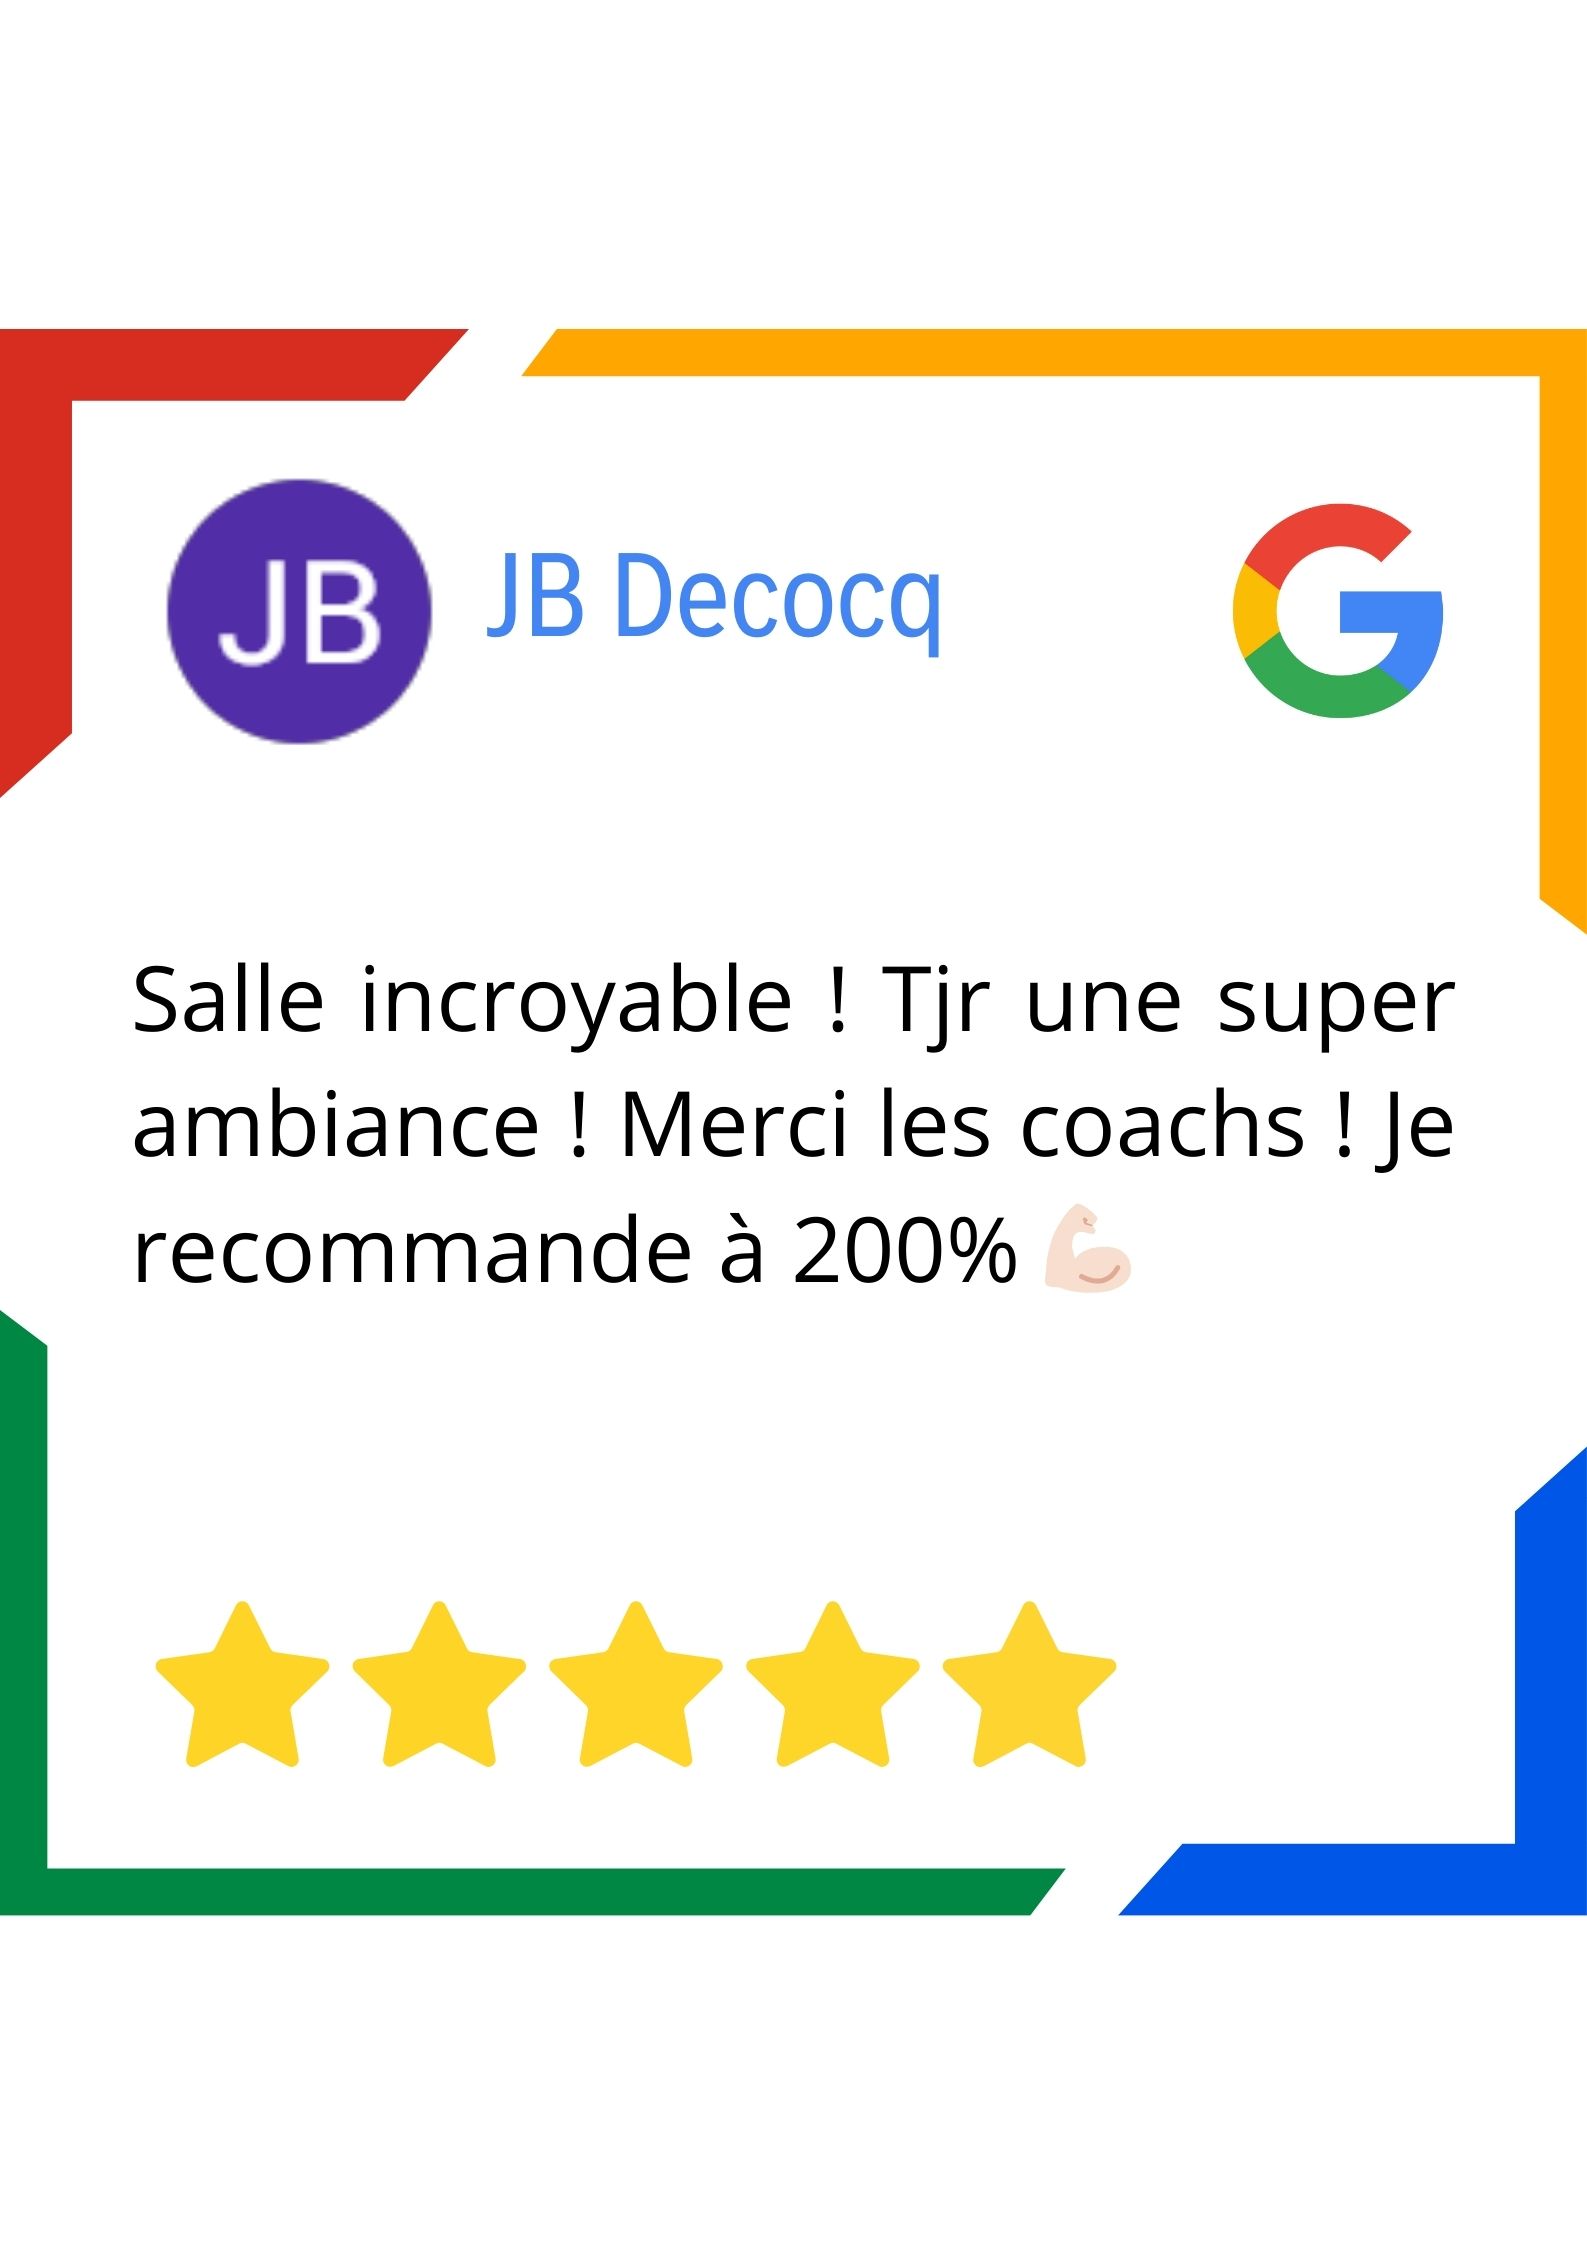 JB
JB Decocq
G
Salle incroyable ! Tjr une super
ambiance ! Merci les coachs ! Je
recommande à 200% 💪🏻